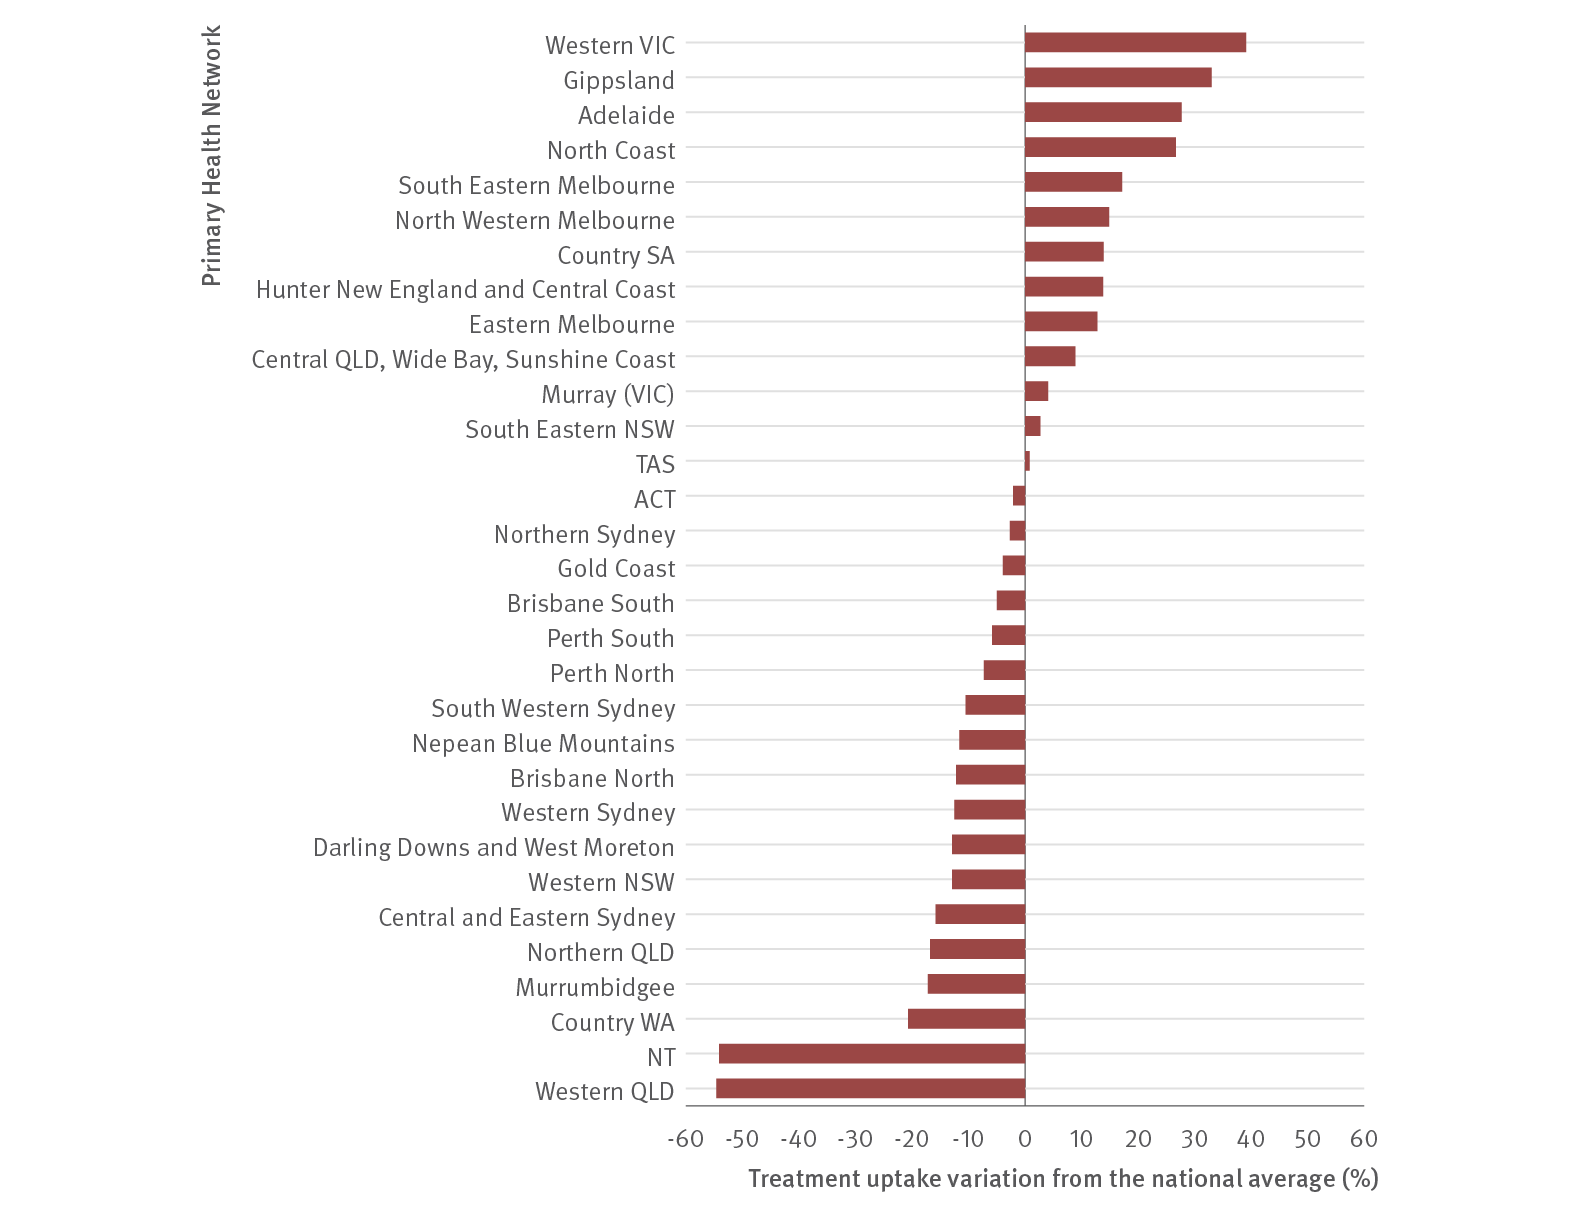 Primary Health Network
Western VIC
Gippsland
Adelaide
North Coast
South Eastern Melbourne
North Western Melbourne
Country SA
Hunter New England and Central Coast
Eastern Melbourne
Central QLD, Wide Bay, Sunshine Coast
Murray (VIC)
South Eastern NSW
TAS
ACT
Northern Sydney
Gold Coast
Brisbane South
Perth South
Perth North
South Western Sydney
Nepean Blue Mountains
Brisbane North
Western Sydney
Darling Downs and West Moreton
Western NSW
Central and Eastern Sydney
Northern QLD
Murrumbidgee
Country WA
NT
Western QLD
-60 -50 -40 -30 -20 -10 0 10 20 30 40 50 60
Treatment uptake variation from the national average (%)